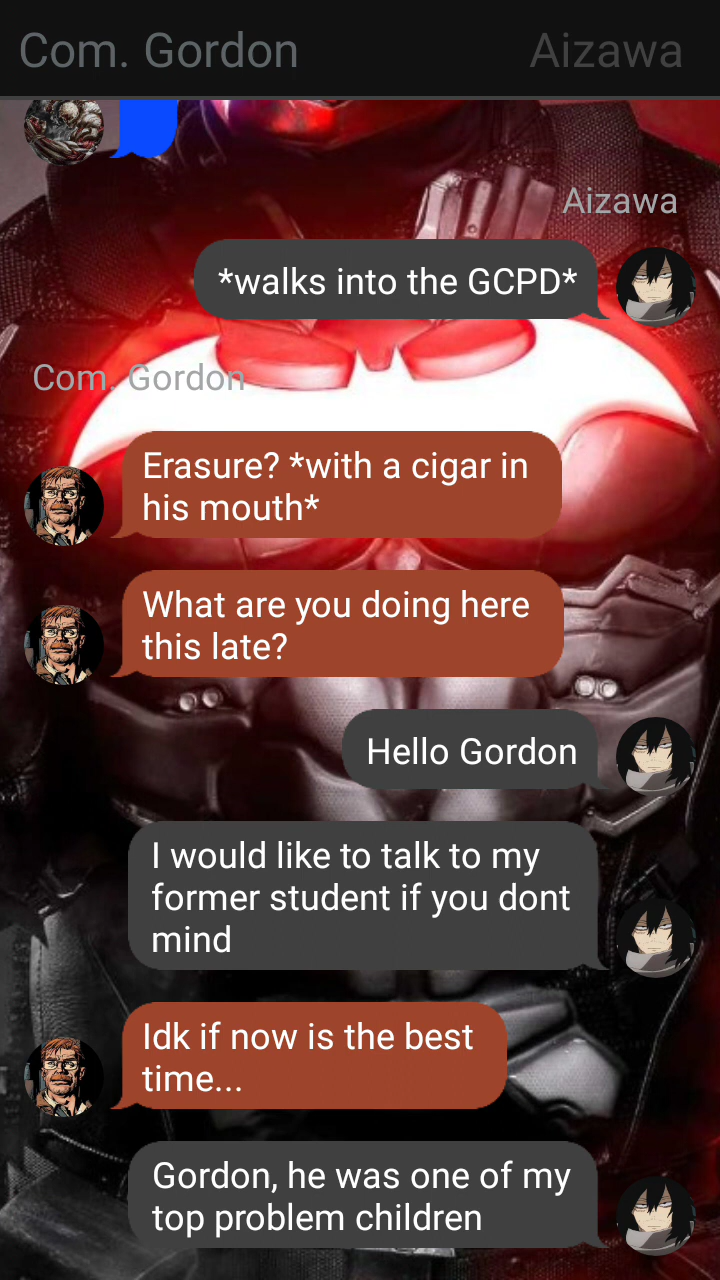 Com. Gordon
Aizawa
Aizawa
*walks into the GCPD*
Com. Gordon
Erasure? *with a cigar in
his mouth*
What are you doing here
this late?
Hello Gordon
I would like to talk to my
former student if you dont
mind
Idk if now is the best
time...
Gordon, he was one of my
top problem children